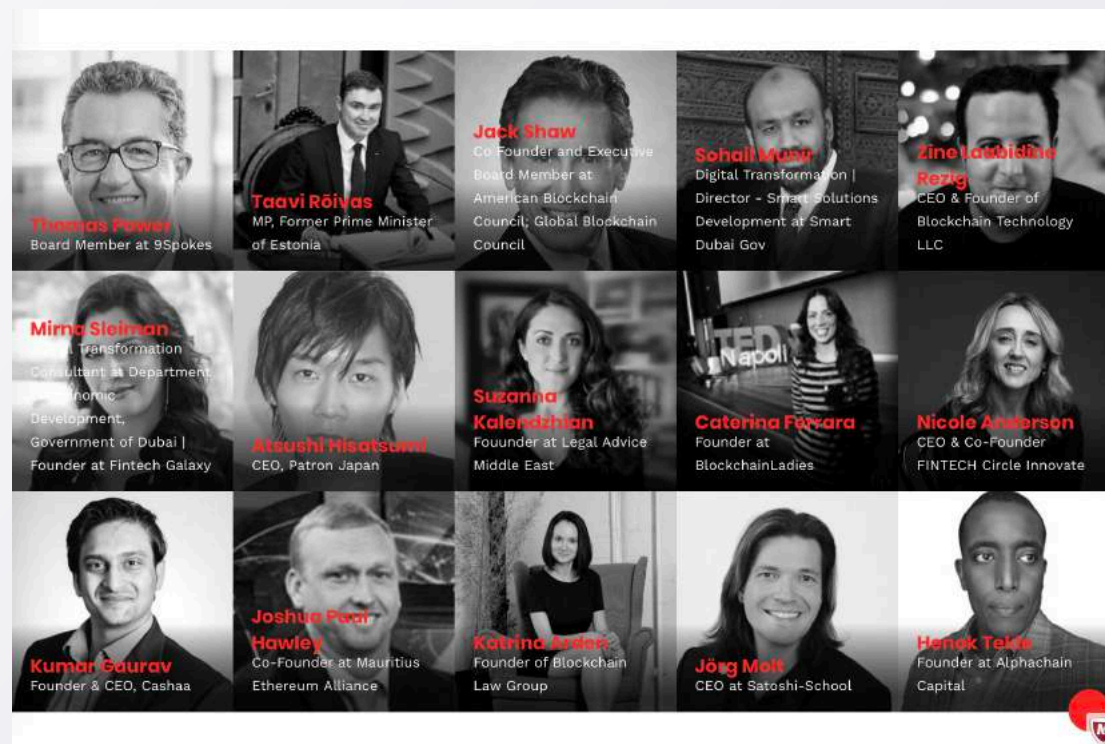 Thomas Power
Board Member at 9Spokes
Taavi Rõivas
MP, Former Prime Minister
of Estonia
Jack Shaw
Co Founder and Executive
Board Member at
American Blockchain
Council; Global Blockchain
Council
Sohail Munir
Digital Transformation |
Director - Smart Solutions
Development at Smart
Dubai Gov
Zine Laabidine
Rezig
CEO & Founder of
Blockchain Technology
LLC
Mirna Sleiman
Transformation
Consultant at Department
Development,
Government of Dubai |
Founder at Fintech Galaxy
Atsushi Hisatsumi
CEO, Patron Japan
Suzanna
Kalendzhian
Fouunder at Legal Advice
Middle East
TED
Napoli
Caterina Ferrara
Founder at
BlockchainLadies
Nicole Anderson
CEO & Co-Founder
FINTECH Circle Innovate
Kumar Gaurav
Founder & CEO, Cashaa
Joshua Paul
Hawley
Co-Founder at Mauritius
Ethereum Alliance
Katrina Arden
Founder of Blockchain
Law Group
Jörg Molt
CEO at Satoshi-School
Henok Tekle
Founder at Alphachain
Capital